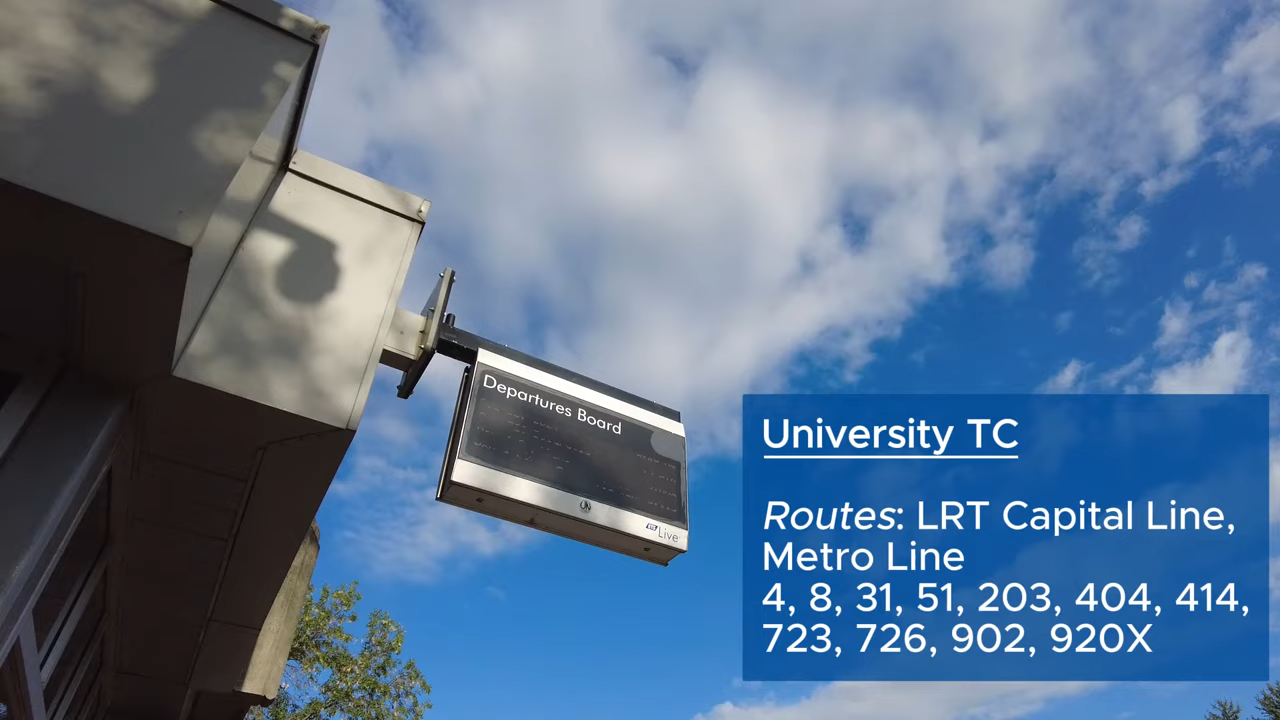 Departures Board
Live
University TC
Routes: LRT Capital Line,
Metro Line
4, 8, 31, 51, 203, 404, 414,
723, 726, 902, 920X